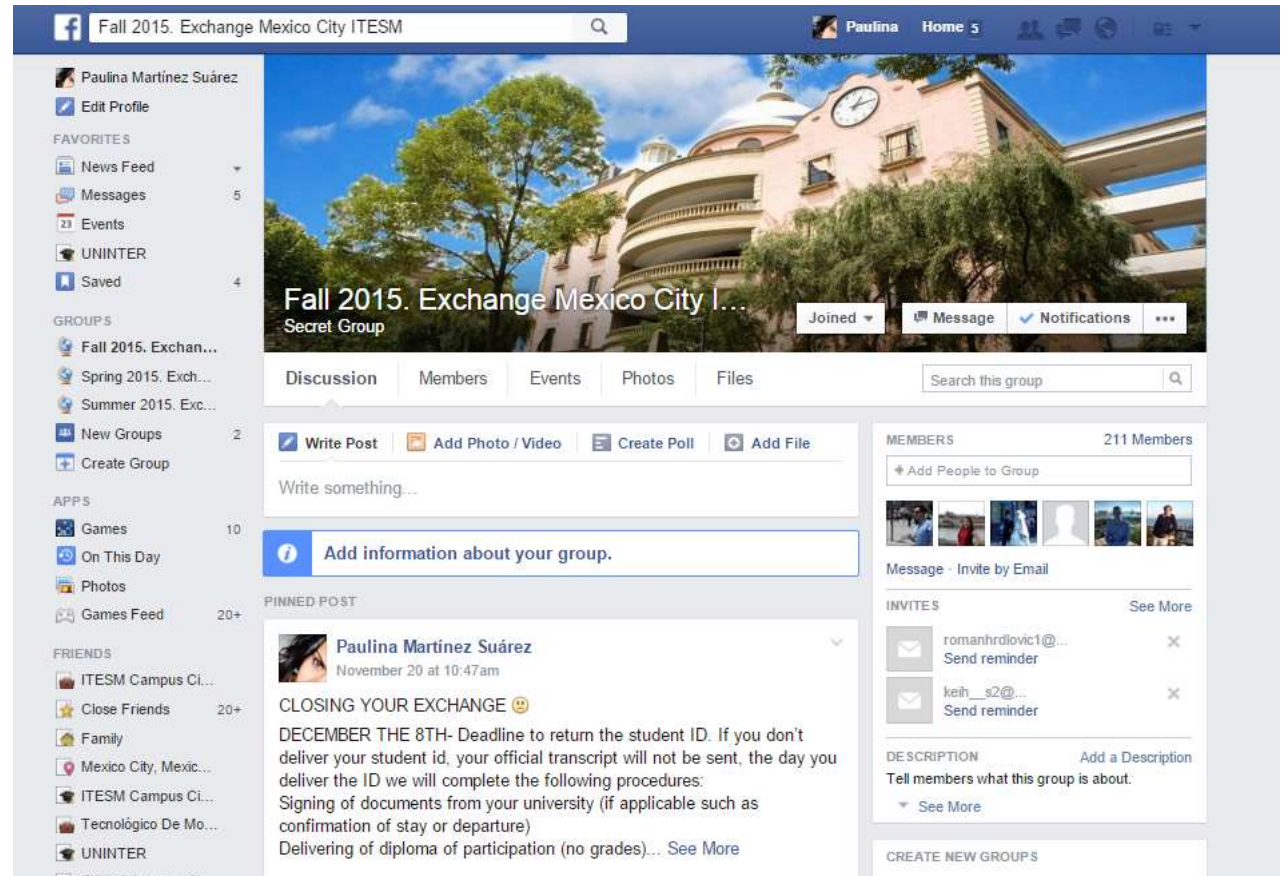 Fall 2015. Exchange Mexico City ITESM
Paulina
Home 5
Paulina Martínez Suárez
Edit Profile
FAVORITES
News Feed
Messages 5
23 Events
UNINTER
Saved 4
GROUPS
Fall 2015. Exchan...
Spring 2015. Exch...
Summer 2015. Exc...
New Groups 2
Create Group
APPS
Games 10
On This Day
Photos
Games Feed 20+
FRIENDS
ITESM Campus Ci...
Close Friends 20+
Family
Mexico City, Mexic...
ITESM Campus Ci...
Tecnológico De Mo...
UNINTER
Fall 2015. Exchange Mexico City I...
Secret Group
Joined
Message
Notifications
Discussion Members Events Photos Files
Search this group
Write Post Add Photo / Video Create Poll Add File
Write something...
Add information about your group.
PINNED POST
Paulina Martínez Suárez
November 20 at 10:47am
CLOSING YOUR EXCHANGE
DECEMBER THE 8TH- Deadline to return the student ID. If you don't
deliver your student id, your official transcript will not be sent, the day you
deliver the ID we will complete the following procedures:
Signing of documents from your university (if applicable such as
confirmation of stay or departure)
Delivering of diploma of participation (no grades)... See More
MEMBERS 211 Members
+ Add People to Group
Message · Invite by Email
INVITES See More
romanhrdlovic1@...
Send reminder
keih__s2@...
Send reminder
DESCRIPTION Add a Description
Tell members what this group is about.
See More
CREATE NEW GROUPS